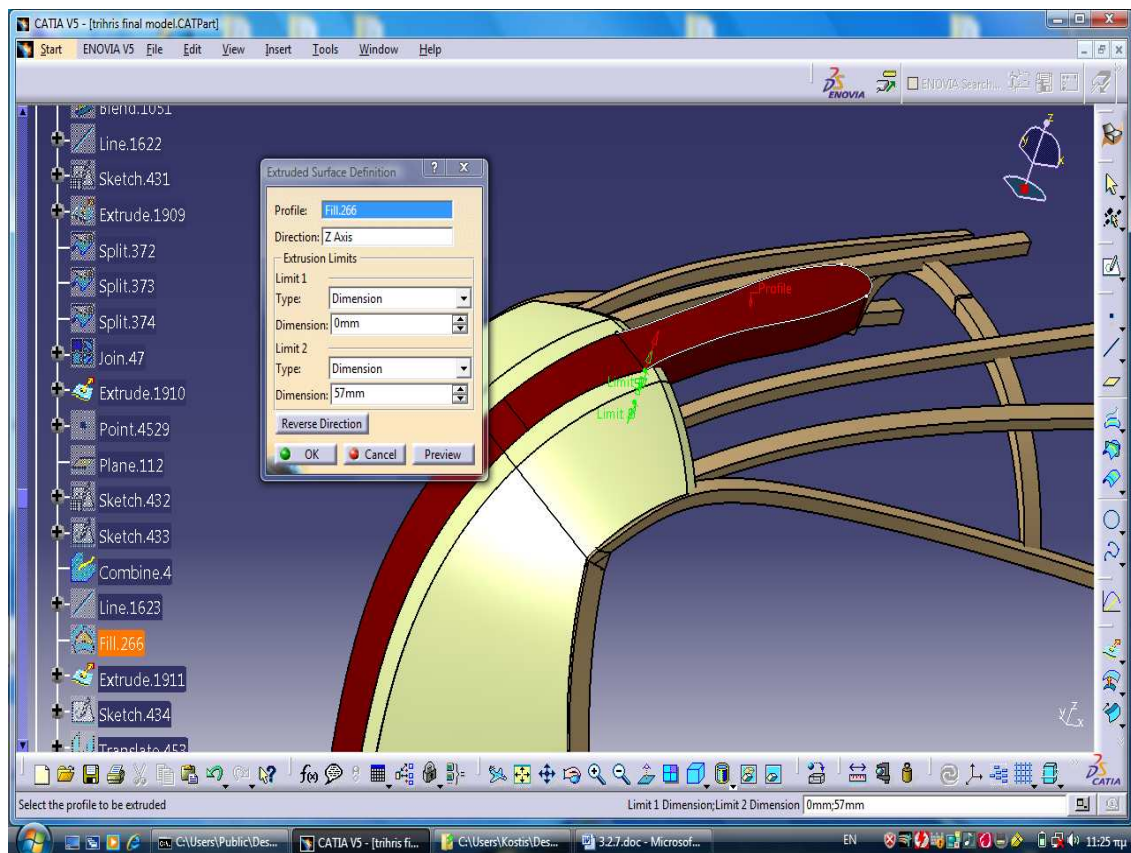 CATIA V5 - [trihris final model.CATPart]
Start ENOVIA V5 File Edit View Insert Tools Window Help
ENOVIA
ENOVIA Search...
Blend.1051
Line.1622
Sketch.431
Extrude.1909
Split.372
Split.373
Split.374
Join.47
Extrude.1910
Point.4529
Plane.112
Sketch.432
Sketch.433
Combine.4
Line.1623
Fill.266
Extrude.1911
Sketch.434
Translate.453
Extruded Surface Definition ? X
Profile: Fill.266
Direction: Z Axis
Extrusion Limits
Limit 1
Type: Dimension
Dimension: 0mm
Limit 2
Type: Dimension
Dimension: 57mm
Reverse Direction
OK Cancel Preview
Profile
Limit
Limit
z
y
x
z
y x
f(x)
CATIA
Select the profile to be extruded
Limit 1 Dimension;Limit 2 Dimension 0mm;57mm
C:\Users\Public\Des...
CATIA V5 - [trihris fi...
C:\Users\Kostis\Des...
3.2.7.doc - Microsof...
EN
11:25 πμ